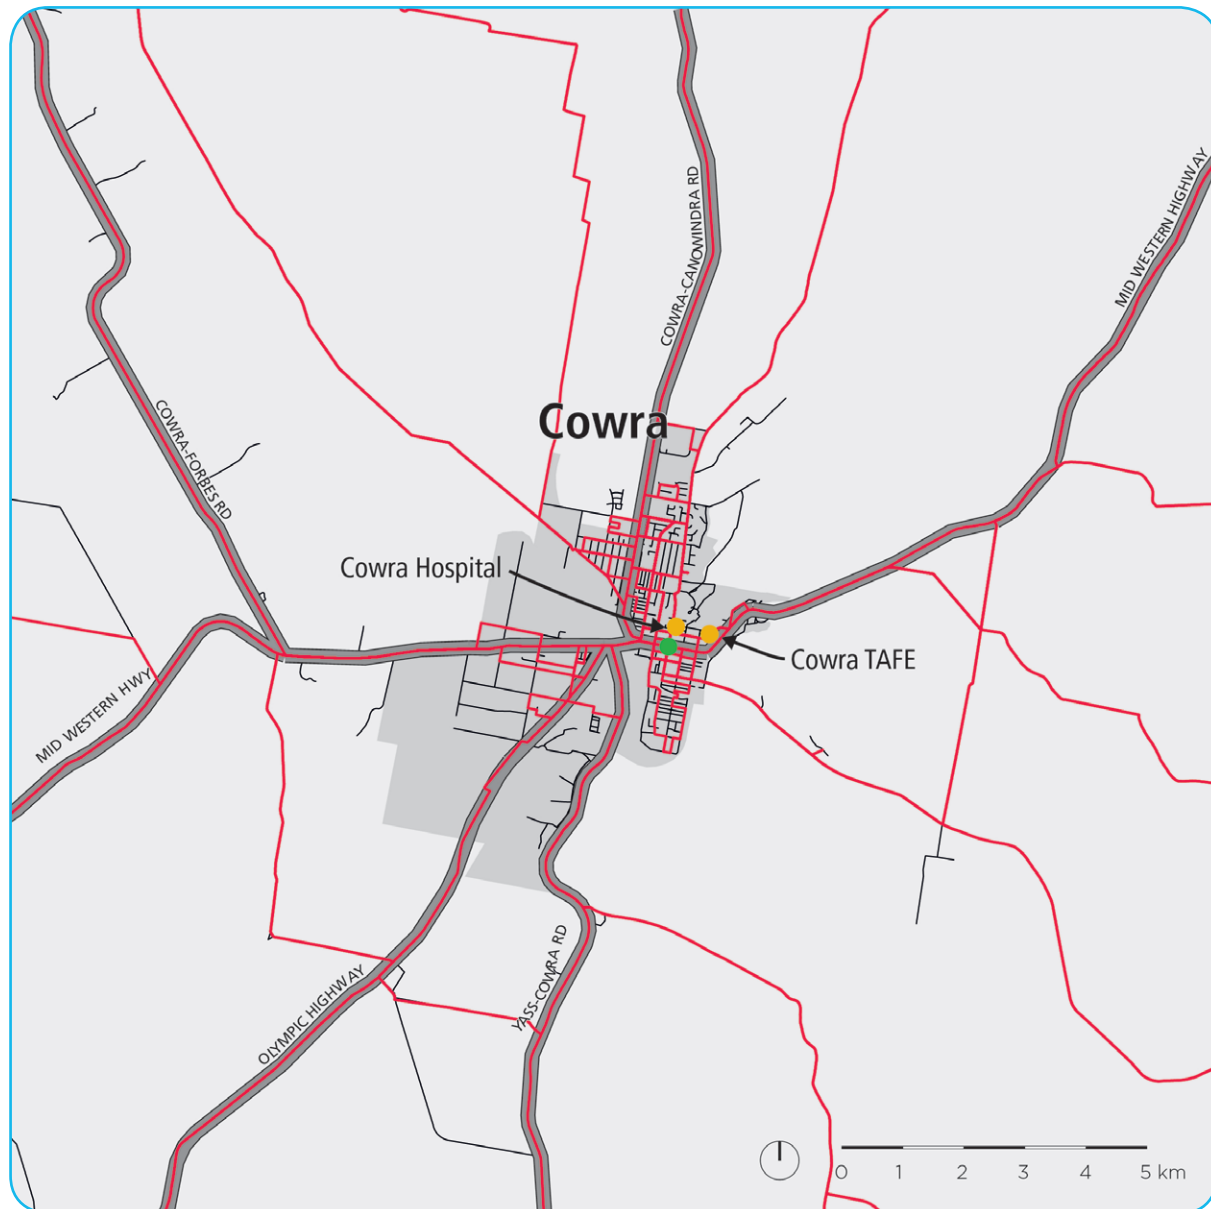 COWRA-CANOWINDRA RD
MID WESTERN HIGHWAY
COWRA-FORBES RD
Cowra
Cowra Hospital
Cowra TAFE
MID WESTERN HWY
OLYMPIC HIGHWAY
YASS-COWRA RD
0 1 2 3 4 5 km